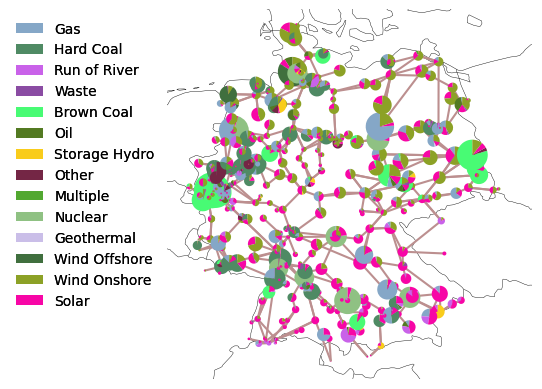 Gas
Hard Coal
Run of River
Waste
Brown Coal
Oil
Storage Hydro
Other
Multiple
Nuclear
Geothermal
Wind Offshore
Wind Onshore
Solar